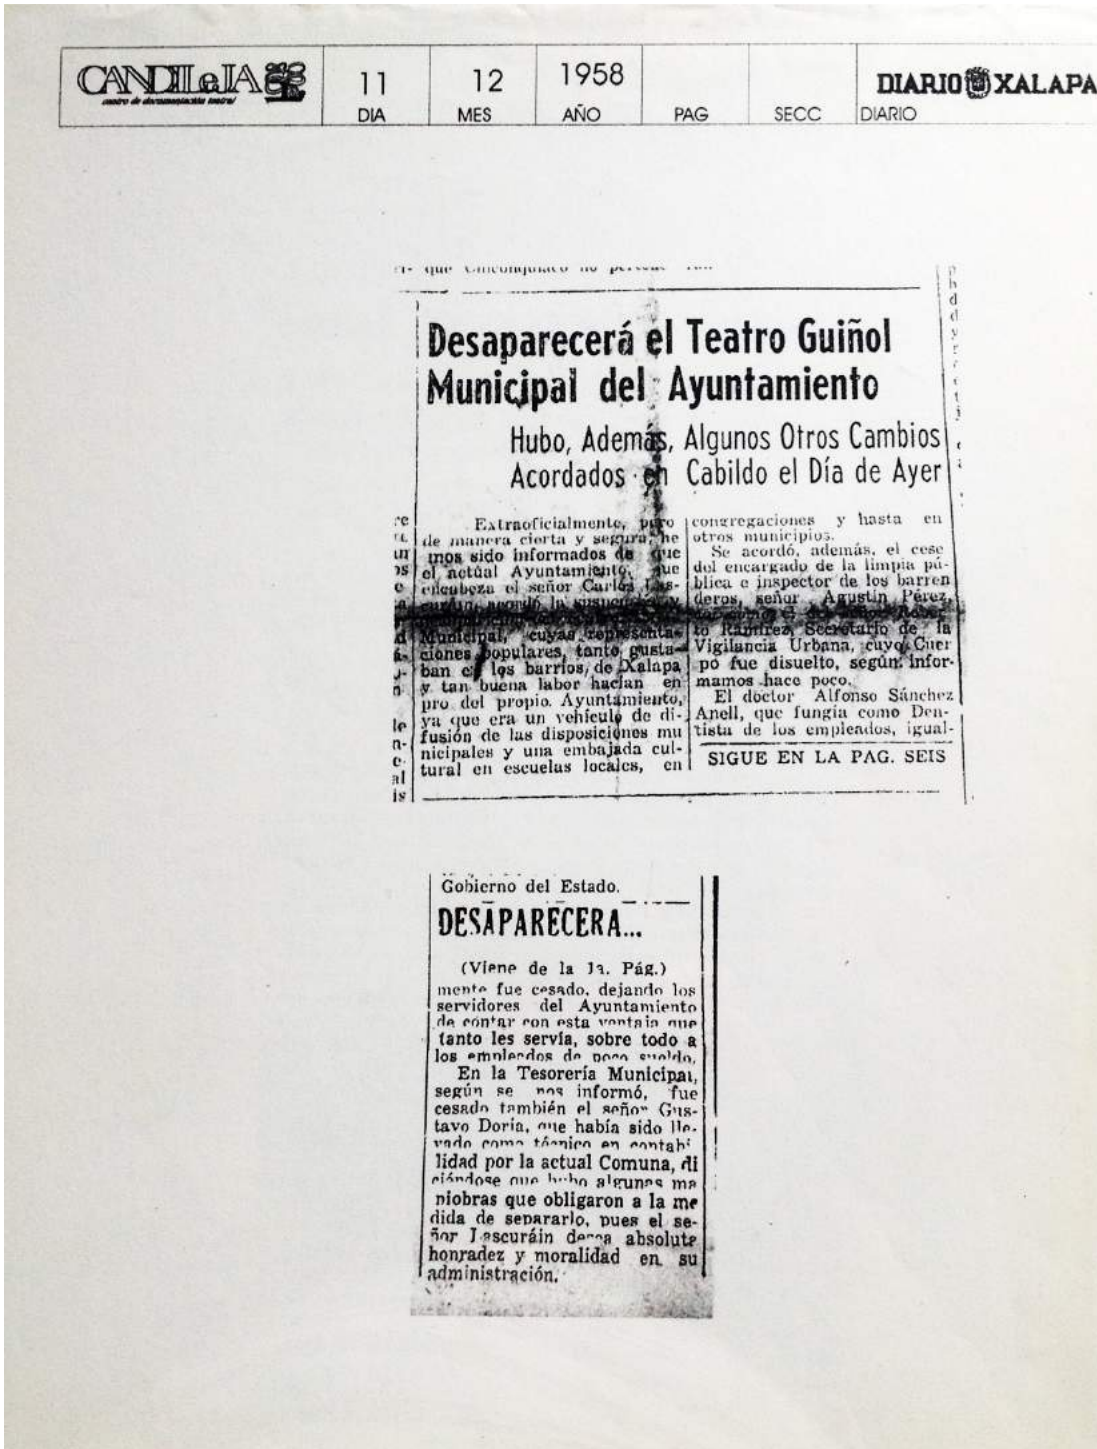 CANDILEJA
centro de documentación teatral
11
DIA
12
MES
1958
AÑO
PAG
SECC
DIARIO XALAPA
DIARIO
que Chiconquiaco no
Desaparecerá el Teatro Guiñol
Municipal del Ayuntamiento
Hubo, Además, Algunos Otros Cambios
Acordados en Cabildo el Día de Ayer
Extraoficialmente, pero
de manera cierta y segura, he
mos sido informados de que
el actual Ayuntamiento, que
encabeza el señor Carlos
acordó la
Municipal, cuyas representa-
ciones populares, tanto gusta-
ban en los barrios, de Xalapa
y tan buena labor hacían en
pro del propio. Ayuntamiento,
ya que era un vehículo de di-
fusión de las disposiciones mu
nicipales y una embajada cul-
tural en escuelas locales, en
congregaciones y hasta en
otros municipios.
Se acordó, además, el cese
del encargado de la limpia pú-
blica e inspector de los barren
deros, señor Agustín Pérez,
to Ramírez, Secretario de la
Vigilancia Urbana, cuyo Cuer
po fue disuelto, según infor-
mamos hace poco.
El doctor Alfonso Sánchez
Anell, que fungía como Den-
tista de los empleados, igual-
SIGUE EN LA PAG. SEIS
Gobierno del Estado.
DESAPARECERA...
(Viene de la 1a. Pág.)
mente fue cesado, dejando los
servidores del Ayuntamiento
de contar con esta ventaja que
tanto les servía, sobre todo a
los empleados de poco sueldo.
En la Tesorería Municipal,
según se nos informó, fue
cesado también el señor Gus-
tavo Doria, que había sido lle-
vado como técnico en contabi
lidad por la actual Comuna, di
ciéndose que hubo algunas ma
niobras que obligaron a la me
dida de separarlo, pues el se-
ñor Lascuráin desea absoluta
honradez y moralidad en su
administración.